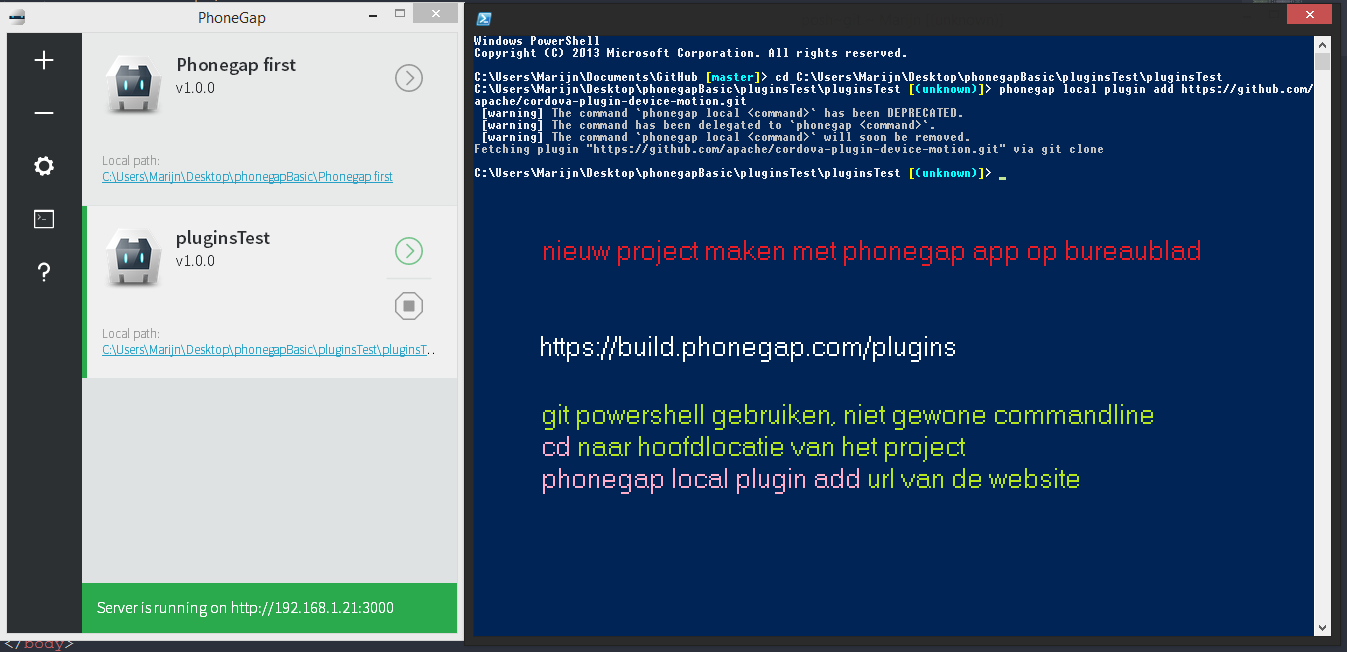 PhoneGap
Phonegap first
v1.0.0
Local path:
C:\Users\Marijn\Desktop\phonegapBasic\Phonegap first
pluginsTest
v1.0.0
Local path:
C:\Users\Marijn\Desktop\phonegapBasic\pluginsTest\pluginsT..
Server is running on http://192.168.1.21:3000
</body>
Windows PowerShell
Copyright (C) 2013 Microsoft Corporation. All rights reserved.
C:\Users\Marijn\Documents\GitHub [master]> cd C:\Users\Marijn\Desktop\phonegapBasic\pluginsTest\pluginsTest
C:\Users\Marijn\Desktop\phonegapBasic\pluginsTest\pluginsTest [(unknown)]> phonegap local plugin add https://github.com/
apache/cordova-plugin-device-motion.git
[warning] The command `phonegap local <command>` has been DEPRECATED.
[warning] The command has been delegated to `phonegap <command>`.
[warning] The command `phonegap local <command>` will soon be removed.
Fetching plugin "https://github.com/apache/cordova-plugin-device-motion.git" via git clone
C:\Users\Marijn\Desktop\phonegapBasic\pluginsTest\pluginsTest [(unknown)]> _
nieuw project maken met phonegap app op bureaublad
https://build.phonegap.com/plugins
git powershell gebruiken, niet gewone commandline
cd naar hoofdlocatie van het project
phonegap local plugin add url van de website